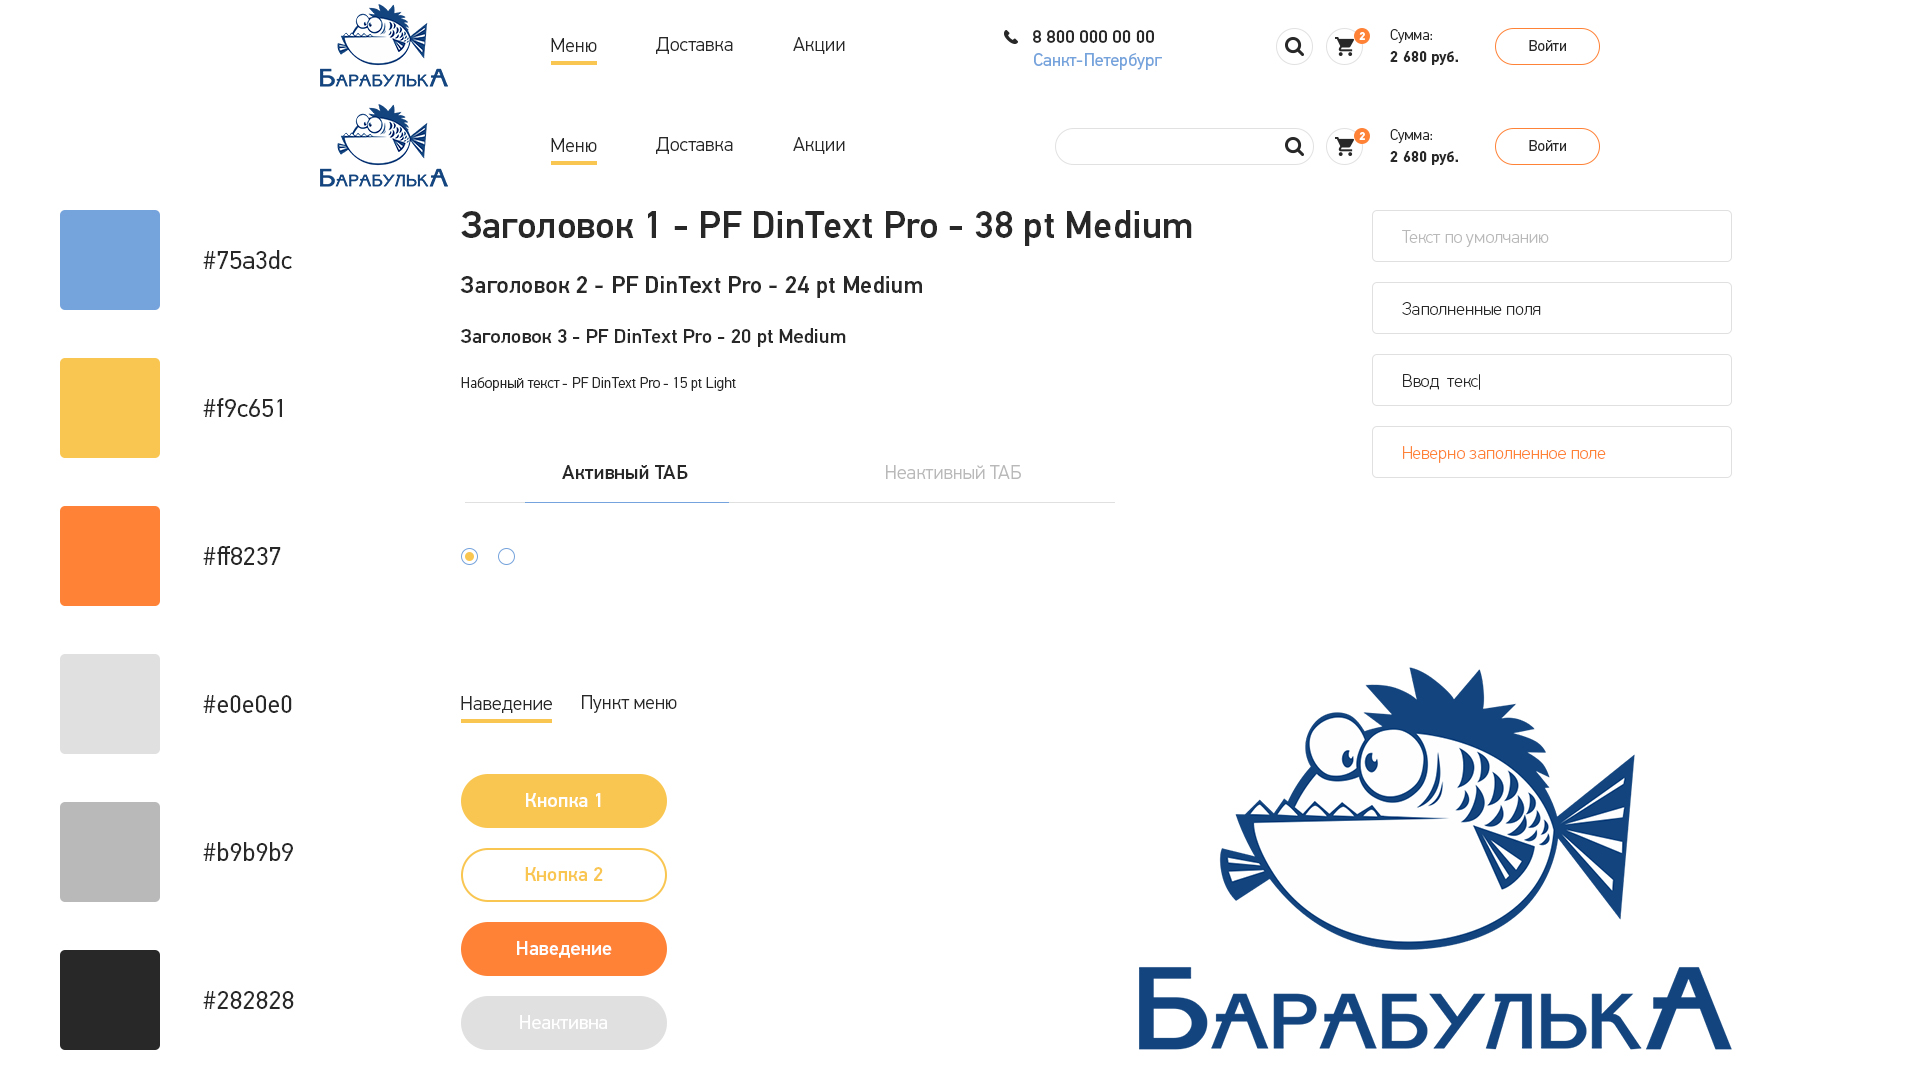 БАРАБУЛЬКА
Меню Доставка Акции
8 800 000 00 00
Санкт-Петербург
2
Сумма:
2 680 руб.
Войти
БАРАБУЛЬКА
Меню Доставка Акции
2
Сумма:
2 680 руб.
Войти
#75a3dc
#f9c651
#ff8237
#e0e0e0
#b9b9b9
#282828
Заголовок 1 - PF DinText Pro - 38 pt Medium
Заголовок 2 - PF DinText Pro - 24 pt Medium
Заголовок 3 - PF DinText Pro - 20 pt Medium
Наборный текст - PF DinText Pro - 15 pt Light
Активный ТАБ Неактивный ТАБ
Наведение Пункт меню
Кнопка 1
Кнопка 2
Наведение
Неактивна
Текст по умолчанию
Заполненные поля
Ввод текс|
Неверно заполненное поле
БАРАБУЛЬКА